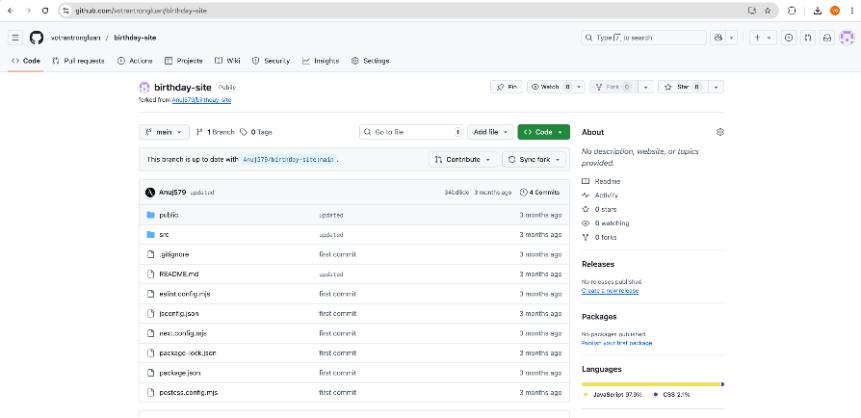 github.com/votrantrongluan/birthday-site
votrantrongluan / birthday-site
Type / to search
Code Pull requests Actions Projects Wiki Security Insights Settings
birthday-site Public
forked from Anuj579/birthday-site
Pin Watch 0 Fork 0 Star 0
main 1 Branch 0 Tags Go to file t Add file Code
This branch is up to date with Anuj579/birthday-site:main .
Contribute Sync fork
Anuj579 updated 3 months ago 4 Commits
public updated 3 months ago
src updated 3 months ago
.gitignore first commit 3 months ago
README.md updated 3 months ago
eslint.config.mjs first commit 3 months ago
jsconfig.json first commit 3 months ago
next.config.mjs first commit 3 months ago
package-lock.json first commit 3 months ago
package.json first commit 3 months ago
postcss.config.mjs first commit 3 months ago
About
No description, website, or topics
provided.
Readme
Activity
0 stars
0 watching
0 forks
Releases
No releases published
Create a new release
Packages
No packages published
Publish your first package
Languages
JavaScript 97.9% CSS 2.1%